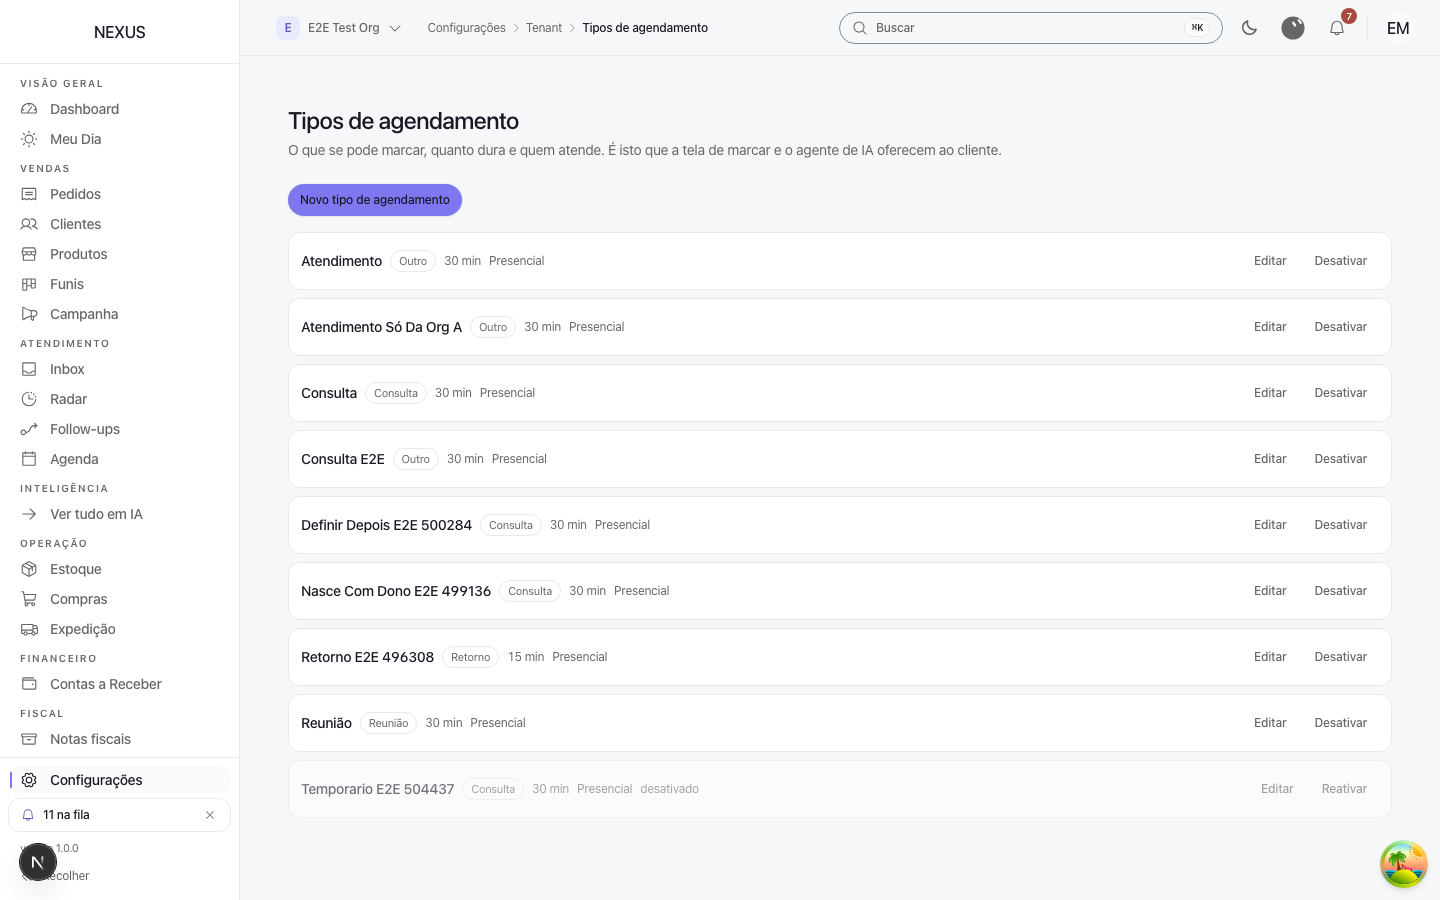 NEXUS
E E2E Test Org
Configurações > Tenant > Tipos de agendamento
Buscar
⌘K
7
EM
VISÃO GERAL
Dashboard
Meu Dia
VENDAS
Pedidos
Clientes
Produtos
Funis
Campanha
ATENDIMENTO
Inbox
Radar
Follow-ups
Agenda
INTELIGÊNCIA
Ver tudo em IA
OPERAÇÃO
Estoque
Compras
Expedição
FINANCEIRO
Contas a Receber
FISCAL
Notas fiscais
Configurações
11 na fila
1.0.0
N
Tipos de agendamento
O que se pode marcar, quanto dura e quem atende. É isto que a tela de marcar e o agente de IA oferecem ao cliente.
Novo tipo de agendamento
Atendimento Outro 30 min Presencial Editar Desativar
Atendimento Só Da Org A Outro 30 min Presencial Editar Desativar
Consulta Consulta 30 min Presencial Editar Desativar
Consulta E2E Outro 30 min Presencial Editar Desativar
Definir Depois E2E 500284 Consulta 30 min Presencial Editar Desativar
Nasce Com Dono E2E 499136 Consulta 30 min Presencial Editar Desativar
Retorno E2E 496308 Retorno 15 min Presencial Editar Desativar
Reunião Reunião 30 min Presencial Editar Desativar
Temporario E2E 504437 Consulta 30 min Presencial desativado Editar Reativar